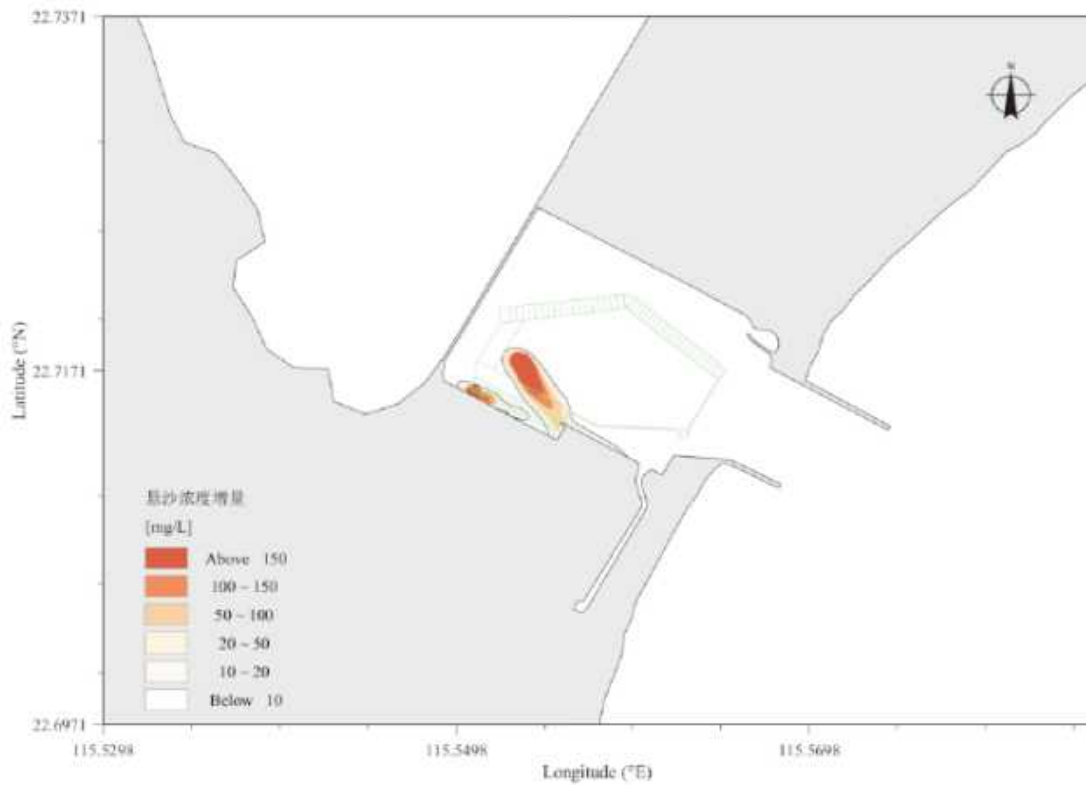 22.7371
N
22.7171
Latitude (°N)
悬沙浓度增量
[mg/L]
Above 150
100 ~ 150
50 ~ 100
20 ~ 50
10 ~ 20
Below 10
22.6971
115.5298
115.5498
115.5698
Longitude (°E)